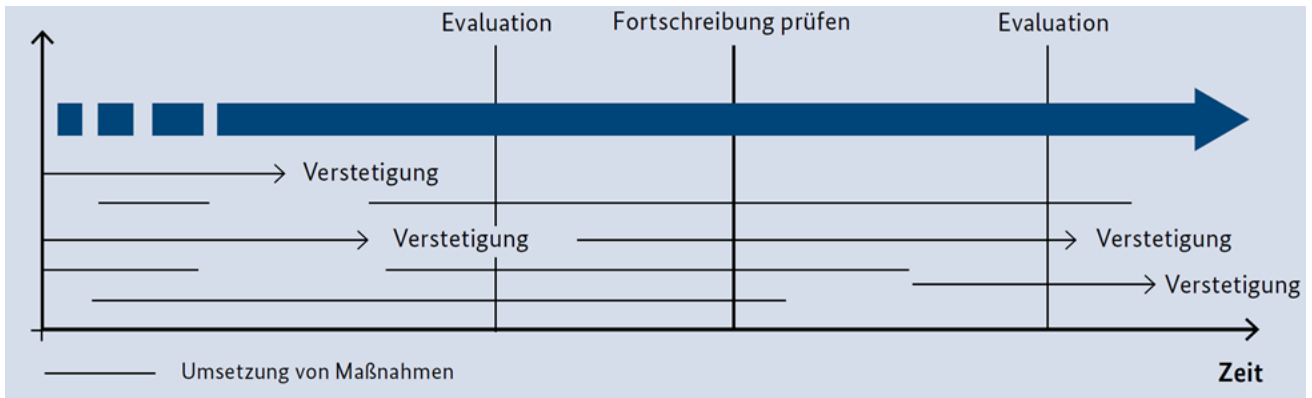 Evaluation
Fortschreibung prüfen
Evaluation
Verstetigung
Verstetigung
Verstetigung
Verstetigung
Umsetzung von Maßnahmen
Zeit